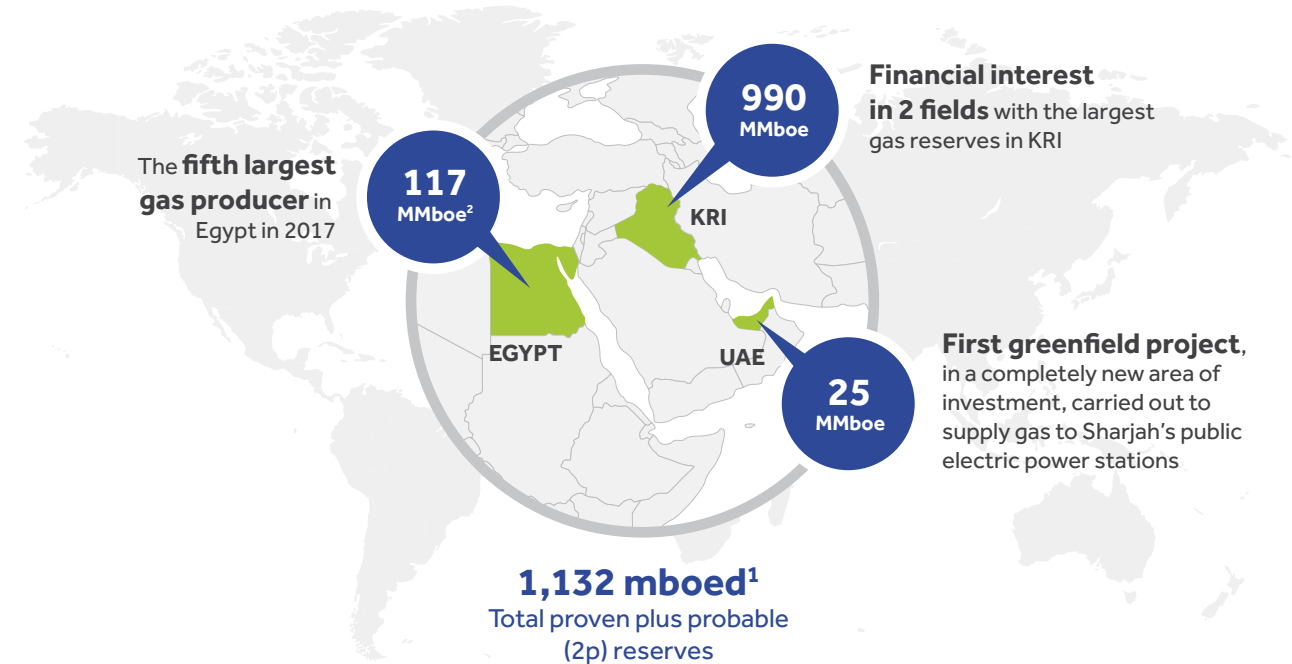 The fifth largest
gas producer in
Egypt in 2017
117
MMboe²
990
MMboe
Financial interest
in 2 fields with the largest
gas reserves in KRI
KRI
EGYPT
UAE
25
MMboe
First greenfield project,
in a completely new area of
investment, carried out to
supply gas to Sharjah's public
electric power stations
1,132 mboed¹
Total proven plus probable
(2p) reserves